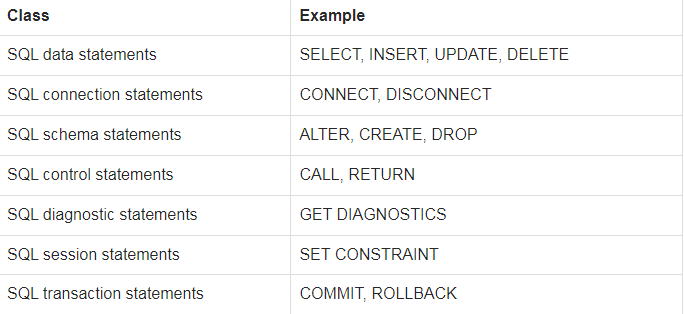 Class Example
SQL data statements SELECT, INSERT, UPDATE, DELETE
SQL connection statements CONNECT, DISCONNECT
SQL schema statements ALTER, CREATE, DROP
SQL control statements CALL, RETURN
SQL diagnostic statements GET DIAGNOSTICS
SQL session statements SET CONSTRAINT
SQL transaction statements COMMIT, ROLLBACK